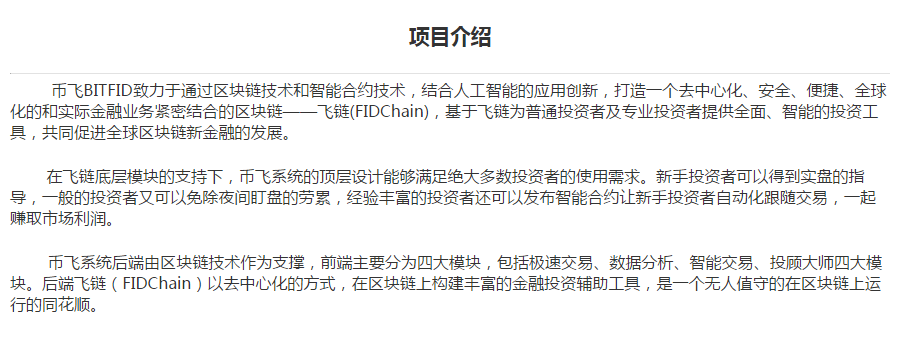 项目介绍
币飞BITFID致力于通过区块链技术和智能合约技术，结合人工智能的应用创新，打造一个去中心化、安全、便捷、全球
化的和实际金融业务紧密结合的区块链——飞链(FIDChain)，基于飞链为普通投资者及专业投资者提供全面、智能的投资工
具，共同促进全球区块链新金融的发展。
在飞链底层模块的支持下，币飞系统的顶层设计能够满足绝大多数投资者的使用需求。新手投资者可以得到实盘的指
导，一般的投资者又可以免除夜间盯盘的劳累，经验丰富的投资者还可以发布智能合约让新手投资者自动化跟随交易，一起
赚取市场利润。
币飞系统后端由区块链技术作为支撑，前端主要分为四大模块，包括极速交易、数据分析、智能交易、投顾大师四大模
块。后端飞链（FIDChain）以去中心化的方式，在区块链上构建丰富的金融投资辅助工具，是一个无人值守的在区块链上运
行的同花顺。